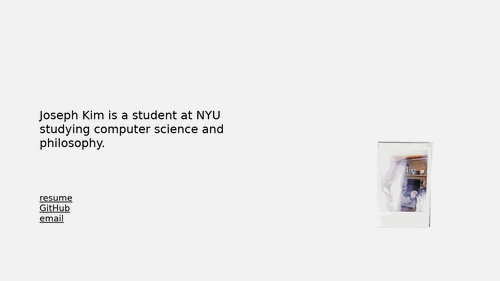 Joseph Kim is a student at NYU
studying computer science and
philosophy.
resume
GitHub
email